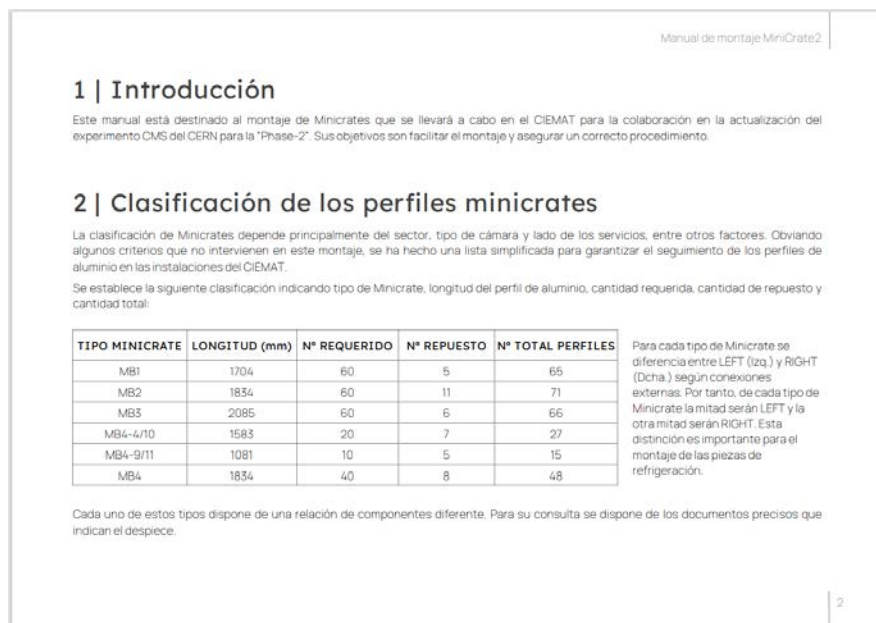 Manual de montaje MiniCrate2
1 | Introducción
Este manual está destinado al montaje de Minicrates que se llevará a cabo en el CIEMAT para la colaboración en la actualización del
experimento CMS del CERN para la "Phase-2". Sus objetivos son facilitar el montaje y asegurar un correcto procedimiento.
2 | Clasificación de los perfiles minicrates
La clasificación de Minicrates depende principalmente del sector, tipo de cámara y lado de los servicios, entre otros factores. Obviando
algunos criterios que no intervienen en este montaje, se ha hecho una lista simplificada para garantizar el seguimiento de los perfiles de
aluminio en las instalaciones del CIEMAT.
Se establece la siguiente clasificación indicando tipo de Minicrate, longitud del perfil de aluminio, cantidad requerida, cantidad de repuesto y
cantidad total:
TIPO MINICRATE LONGITUD (mm) Nº REQUERIDO Nº REPUESTO Nº TOTAL PERFILES
MB1 1704 60 5 65
MB2 1834 60 11 71
MB3 2085 60 6 66
MB4-4/10 1583 20 7 27
MB4-9/11 1081 10 5 15
MB4 1834 40 8 48
Para cada tipo de Minicrate se
diferencia entre LEFT (Izq.) y RIGHT
(Dcha.) según conexiones
externas. Por tanto, de cada tipo de
Minicrate la mitad serán LEFT y la
otra mitad serán RIGHT. Esta
distinción es importante para el
montaje de las piezas de
refrigeración.
Cada uno de estos tipos dispone de una relación de componentes diferente. Para su consulta se dispone de los documentos precisos que
indican el despiece.
2